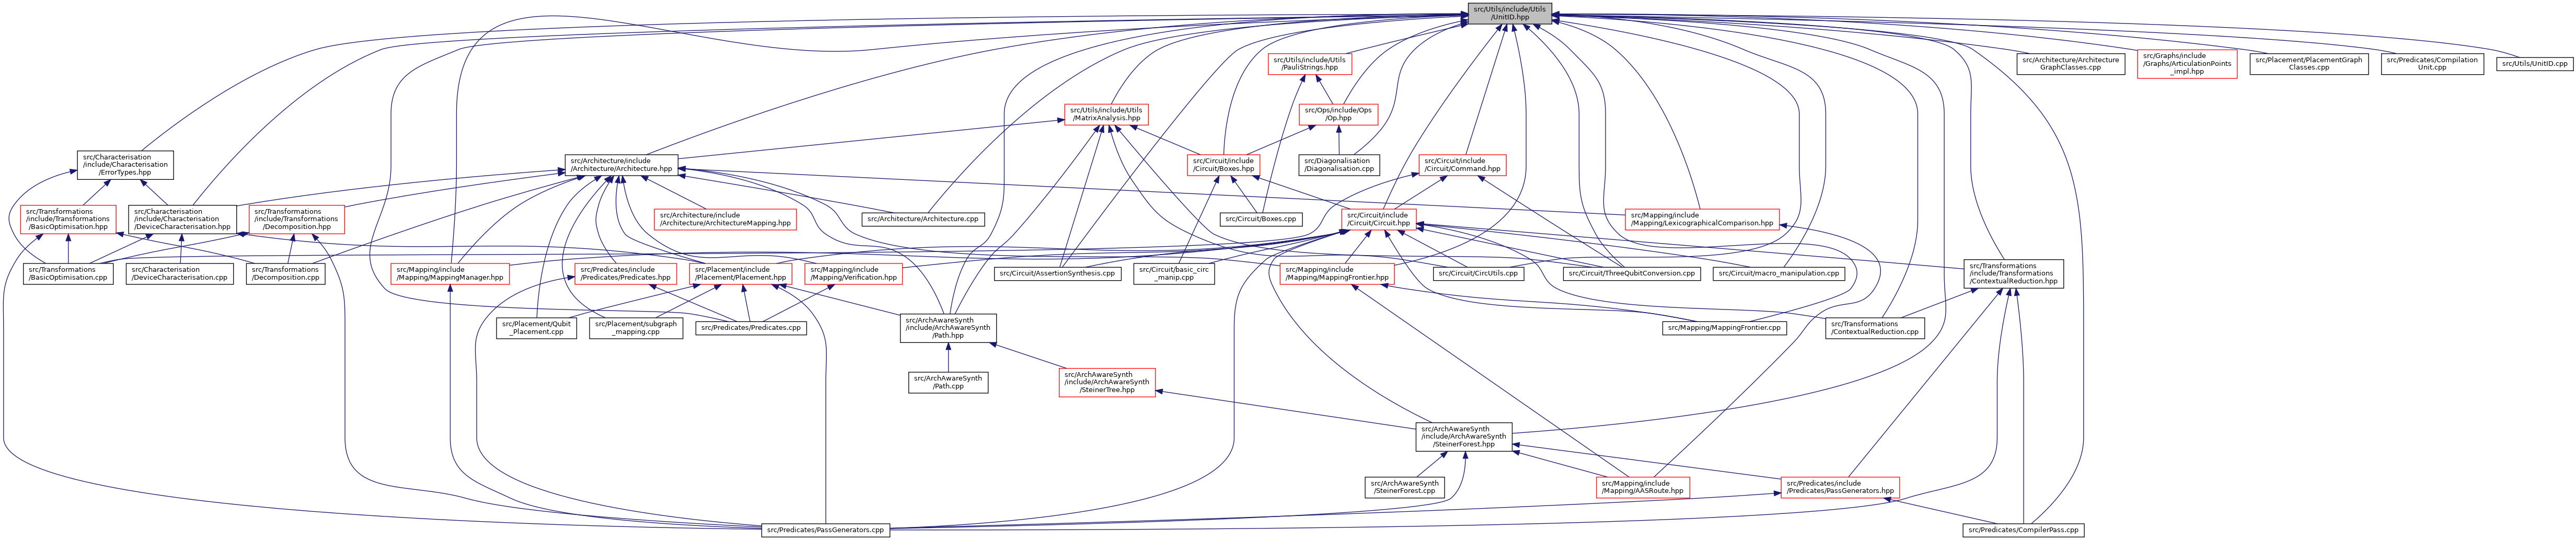 src/Utils/include/Utils
/UnitID.hpp
src/Utils/include/Utils
/PauliStrings.hpp
src/Architecture/Architecture
GraphClasses.cpp
src/Graphs/include
/Graphs/ArticulationPoints
_impl.hpp
src/Placement/PlacementGraph
Classes.cpp
src/Predicates/Compilation
Unit.cpp
src/Utils/UnitID.cpp
src/Utils/include/Utils
/MatrixAnalysis.hpp
src/Ops/include/Ops
/Op.hpp
src/Characterisation
/include/Characterisation
/ErrorTypes.hpp
src/Architecture/include
/Architecture/Architecture.hpp
src/Circuit/include
/Circuit/Boxes.hpp
src/Diagonalisation
/Diagonalisation.cpp
src/Circuit/include
/Circuit/Command.hpp
src/Transformations
/include/Transformations
/BasicOptimisation.hpp
src/Characterisation
/include/Characterisation
/DeviceCharacterisation.hpp
src/Transformations
/include/Transformations
/Decomposition.hpp
src/Architecture/include
/Architecture/ArchitectureMapping.hpp
src/Architecture/Architecture.cpp
src/Circuit/Boxes.cpp
src/Circuit/include
/Circuit/Circuit.hpp
src/Mapping/include
/Mapping/LexicographicalComparison.hpp
src/Transformations
/BasicOptimisation.cpp
src/Characterisation
/DeviceCharacterisation.cpp
src/Transformations
/Decomposition.cpp
src/Mapping/include
/Mapping/MappingManager.hpp
src/Predicates/include
/Predicates/Predicates.hpp
src/Placement/include
/Placement/Placement.hpp
src/Mapping/include
/Mapping/Verification.hpp
src/Circuit/AssertionSynthesis.cpp
src/Circuit/basic_circ
_manip.cpp
src/Mapping/include
/Mapping/MappingFrontier.hpp
src/Circuit/CircUtils.cpp
src/Circuit/ThreeQubitConversion.cpp
src/Circuit/macro_manipulation.cpp
src/Transformations
/include/Transformations
/ContextualReduction.hpp
src/Placement/Qubit
_Placement.cpp
src/Placement/subgraph
_mapping.cpp
src/Predicates/Predicates.cpp
src/ArchAwareSynth
/include/ArchAwareSynth
/Path.hpp
src/Mapping/MappingFrontier.cpp
src/Transformations
/ContextualReduction.cpp
src/ArchAwareSynth
/Path.cpp
src/ArchAwareSynth
/include/ArchAwareSynth
/SteinerTree.hpp
src/ArchAwareSynth
/include/ArchAwareSynth
/SteinerForest.hpp
src/ArchAwareSynth
/SteinerForest.cpp
src/Mapping/include
/Mapping/AASRoute.hpp
src/Predicates/include
/Predicates/PassGenerators.hpp
src/Predicates/PassGenerators.cpp
src/Predicates/CompilerPass.cpp